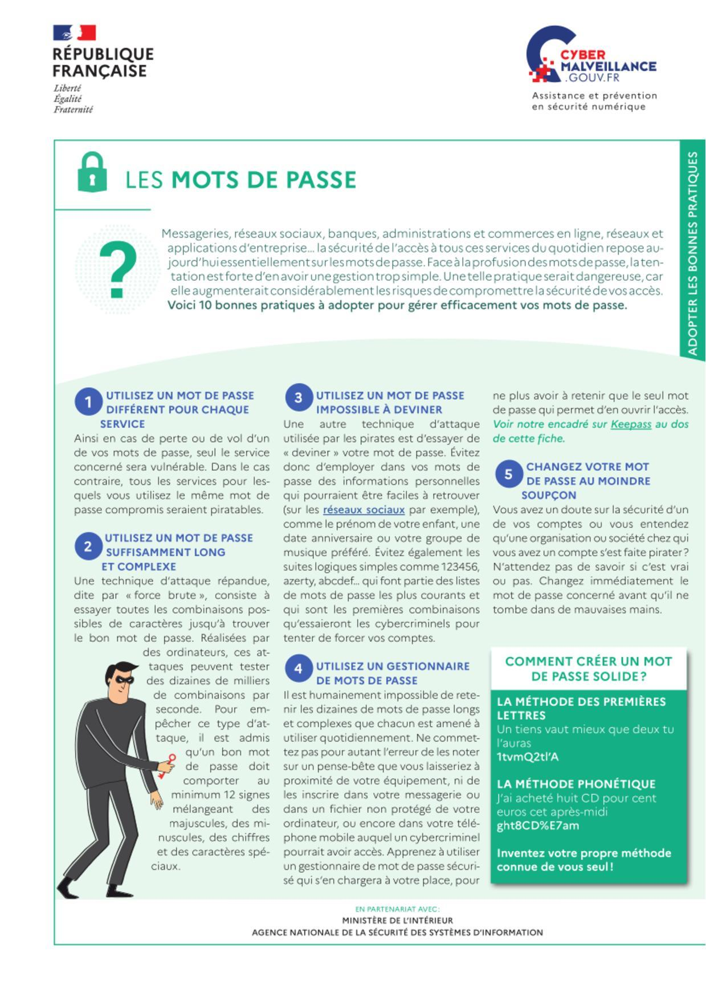 RÉPUBLIQUE
FRANÇAISE
Liberté
Égalité
Fraternité
CYBER
MALVEILLANCE
.GOUV.FR
Assistance et prévention
en sécurité numérique
ADOPTER LES BONNES PRATIQUES
LES MOTS DE PASSE
?
Messageries, réseaux sociaux, banques, administrations et commerces en ligne, réseaux et
applications d'entreprise... la sécurité de l'accès à tous ces services du quotidien repose au-
jourd'hui essentiellement sur les mots de passe. Face à la profusion des mots de passe, la ten-
tation est forte d'en avoir une gestion trop simple. Une telle pratique serait dangereuse, car
elle augmenterait considérablement les risques de compromettre la sécurité de vos accès.
Voici 10 bonnes pratiques à adopter pour gérer efficacement vos mots de passe.
1 UTILISEZ UN MOT DE PASSE
DIFFÉRENT POUR CHAQUE
SERVICE
Ainsi en cas de perte ou de vol d'un
de vos mots de passe, seul le service
concerné sera vulnérable. Dans le cas
contraire, tous les services pour les-
quels vous utilisez le même mot de
passe compromis seraient piratables.
2 UTILISEZ UN MOT DE PASSE
SUFFISAMMENT LONG
ET COMPLEXE
Une technique d'attaque répandue,
dite par « force brute », consiste à
essayer toutes les combinaisons pos-
sibles de caractères jusqu'à trouver
le bon mot de passe. Réalisées par
des ordinateurs, ces at-
taques peuvent tester
des dizaines de milliers
de combinaisons par
seconde. Pour em-
pêcher ce type d'at-
taque, il est admis
qu'un bon mot
de passe doit
comporter au
minimum 12 signes
mélangeant des
majuscules, des mi-
nuscules, des chiffres
et des caractères spé-
ciaux.
3 UTILISEZ UN MOT DE PASSE
IMPOSSIBLE À DEVINER
Une autre technique d'attaque
utilisée par les pirates est d'essayer de
« deviner » votre mot de passe. Évitez
donc d'employer dans vos mots de
passe des informations personnelles
qui pourraient être faciles à retrouver
(sur les réseaux sociaux par exemple),
comme le prénom de votre enfant, une
date anniversaire ou votre groupe de
musique préféré. Évitez également les
suites logiques simples comme 123456,
azerty, abcdef... qui font partie des listes
de mots de passe les plus courants et
qui sont les premières combinaisons
qu'essaieront les cybercriminels pour
tenter de forcer vos comptes.
4 UTILISEZ UN GESTIONNAIRE
DE MOTS DE PASSE
Il est humainement impossible de rete-
nir les dizaines de mots de passe longs
et complexes que chacun est amené à
utiliser quotidiennement. Ne commet-
tez pas pour autant l'erreur de les noter
sur un pense-bête que vous laisseriez à
proximité de votre équipement, ni de
les inscrire dans votre messagerie ou
dans un fichier non protégé de votre
ordinateur, ou encore dans votre télé-
phone mobile auquel un cybercriminel
pourrait avoir accès. Apprenez à utiliser
un gestionnaire de mot de passe sécuri-
sé qui s'en chargera à votre place, pour
ne plus avoir à retenir que le seul mot
de passe qui permet d'en ouvrir l'accès.
Voir notre encadré sur Keepass au dos
de cette fiche.
5 CHANGEZ VOTRE MOT
DE PASSE AU MOINDRE
SOUPÇON
Vous avez un doute sur la sécurité d'un
de vos comptes ou vous entendez
qu'une organisation ou société chez qui
vous avez un compte s'est faite pirater ?
N'attendez pas de savoir si c'est vrai
ou pas. Changez immédiatement le
mot de passe concerné avant qu'il ne
tombe dans de mauvaises mains.
COMMENT CRÉER UN MOT
DE PASSE SOLIDE ?
LA MÉTHODE DES PREMIÈRES
LETTRES
Un tiens vaut mieux que deux tu
l'auras
1tvmQ2tl'A
LA MÉTHODE PHONÉTIQUE
J'ai acheté huit CD pour cent
euros cet après-midi
ght8CD%E7am
Inventez votre propre méthode
connue de vous seul !
EN PARTENARIAT AVEC :
MINISTÈRE DE L'INTÉRIEUR
AGENCE NATIONALE DE LA SÉCURITÉ DES SYSTÈMES D'INFORMATION